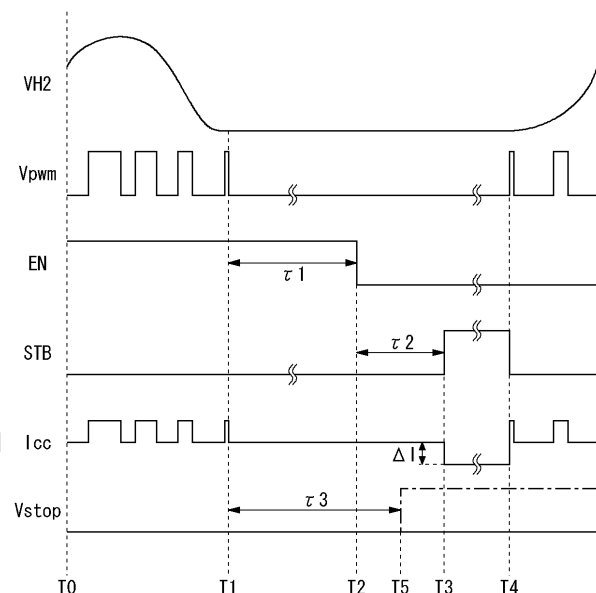 VH2
Vpwm
EN
τ1
STB
τ2
Icc
ΔI
Vstop
τ3
T0 T1 T2 T5 T3 T4